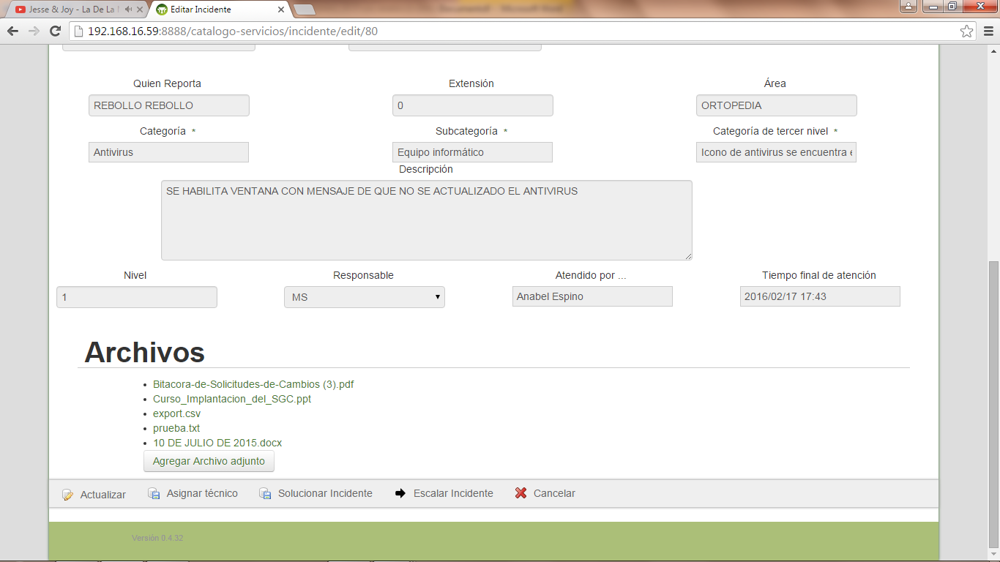 Jesse & Joy - La De La
Editar Incidente
192.168.16.59:8888/catalogo-servicios/incidente/edit/80
Quien Reporta Extensión Área
REBOLLO REBOLLO 0 ORTOPEDIA
Categoría * Subcategoría * Categoría de tercer nivel *
Antivirus Equipo informático Icono de antivirus se encuentra e
Descripción
SE HABILITA VENTANA CON MENSAJE DE QUE NO SE ACTUALIZADO EL ANTIVIRUS
Nivel Responsable Atendido por ... Tiempo final de atención
1 MS Anabel Espino 2016/02/17 17:43
Archivos
Bitacora-de-Solicitudes-de-Cambios (3).pdf
Curso_Implantacion_del_SGC.ppt
export.csv
prueba.txt
10 DE JULIO DE 2015.docx
Agregar Archivo adjunto
Actualizar Asignar técnico Solucionar Incidente Escalar Incidente Cancelar
Versión 0.4.32